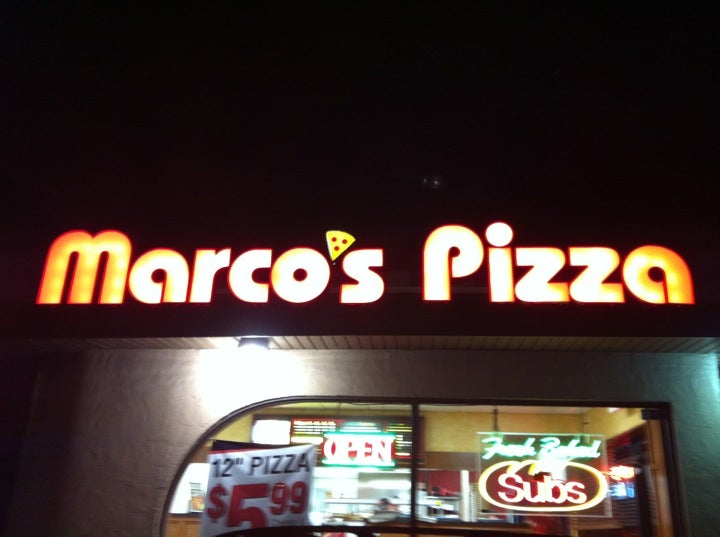 Marco's Pizza
OPEN
12" PIZZA
$5.99
Fresh Baked
Subs